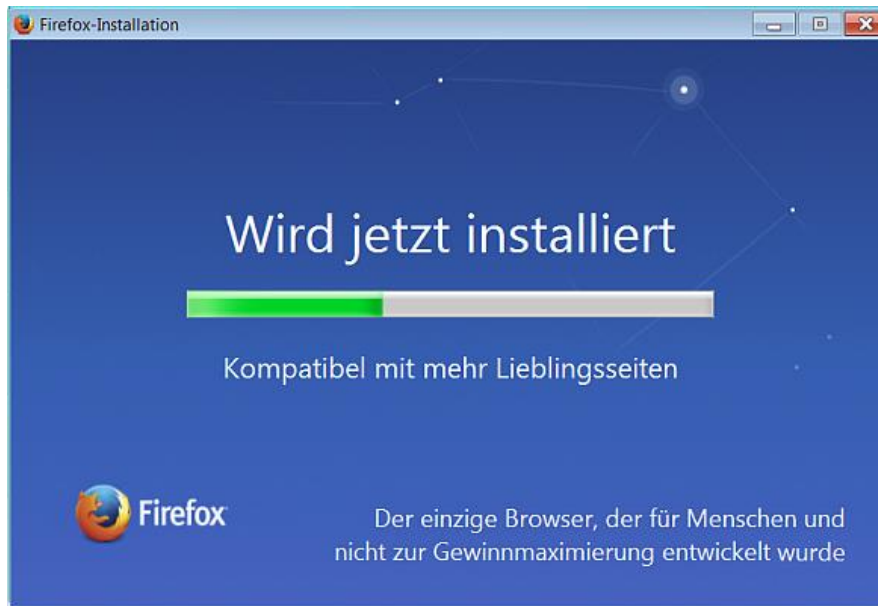 Firefox-Installation
Wird jetzt installiert
Kompatibel mit mehr Lieblingsseiten
Firefox
Der einzige Browser, der für Menschen und
nicht zur Gewinnmaximierung entwickelt wurde